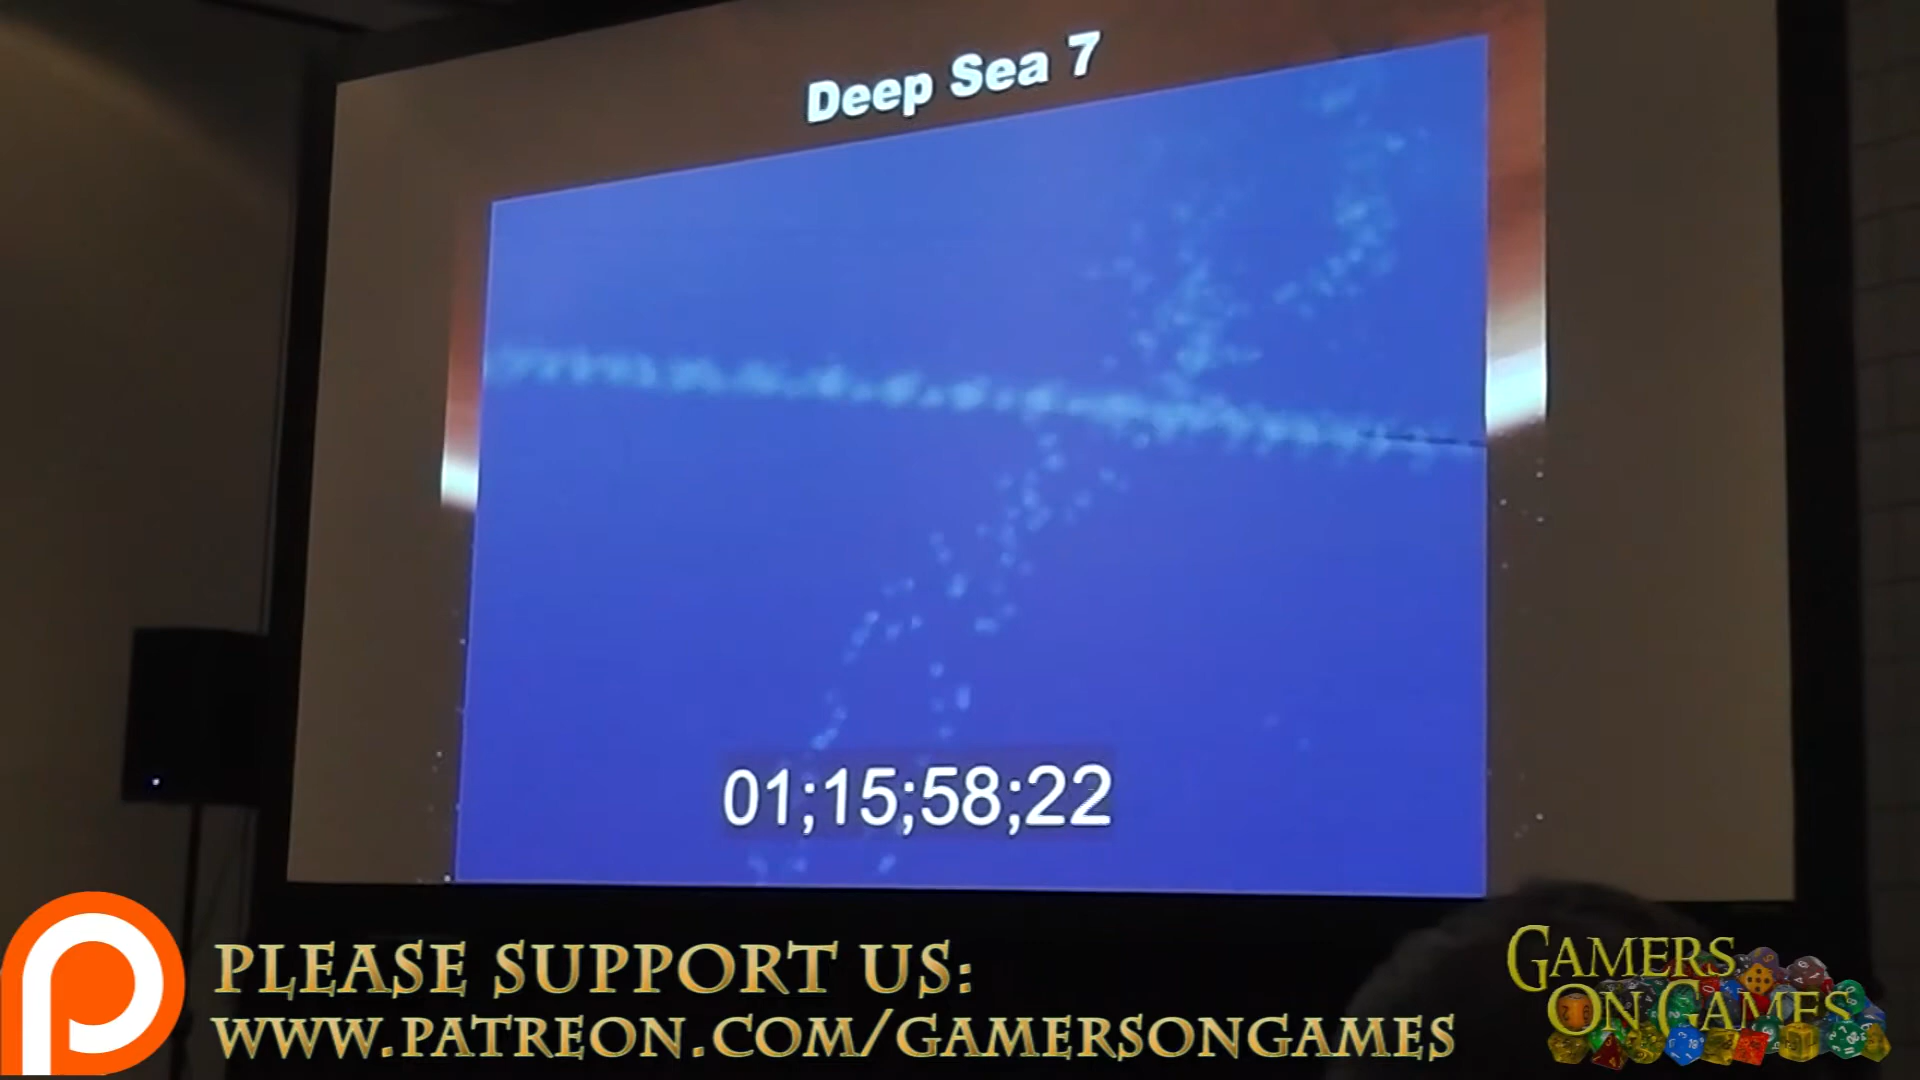 Deep Sea 7
01;15;58;22
PLEASE SUPPORT US:
WWW.PATREON.COM/GAMERSONGAMES
GAMERS
ON GAMES